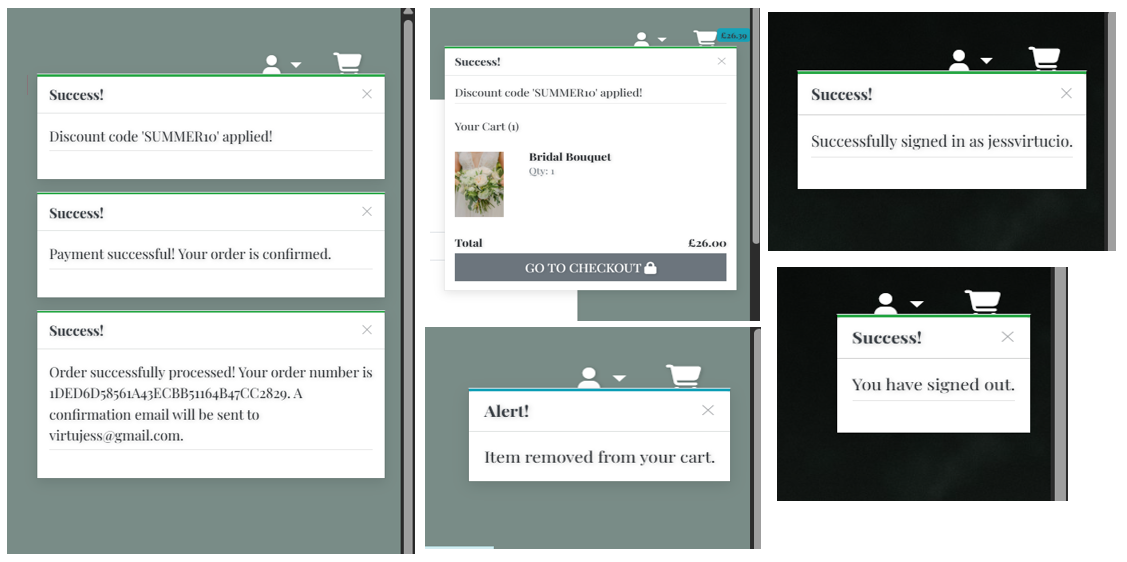 Success!
Discount code 'SUMMER10' applied!
Success!
Payment successful! Your order is confirmed.
Success!
Order successfully processed! Your order number is
1DED6D58561A43ECBB51164B47CC2829. A
confirmation email will be sent to
virtujess@gmail.com.
£26.39
Success!
Discount code 'SUMMER10' applied!
Your Cart (1)
Bridal Bouquet
Qty: 1
Total £26.00
GO TO CHECKOUT
Alert!
Item removed from your cart.
Success!
Successfully signed in as jessvirtucio.
Success!
You have signed out.